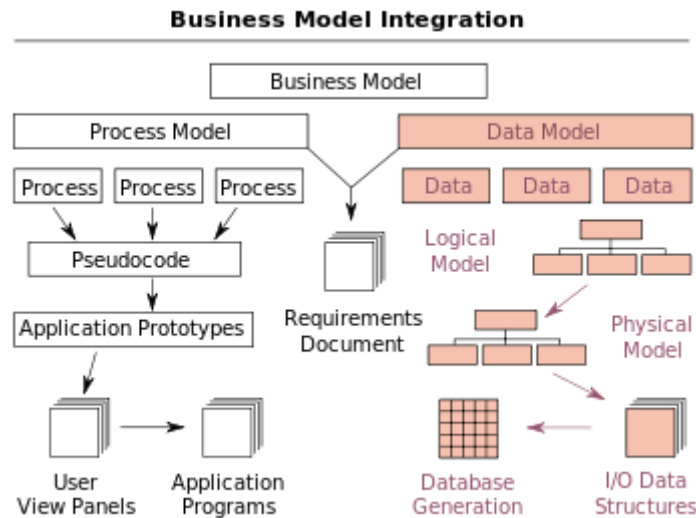 Business Model Integration
Business Model
Process Model
Data Model
Process
Process
Process
Data
Data
Data
Pseudocode
Logical
Model
Application Prototypes
Requirements
Document
Physical
Model
User
View Panels
Application
Programs
Database
Generation
I/O Data
Structures